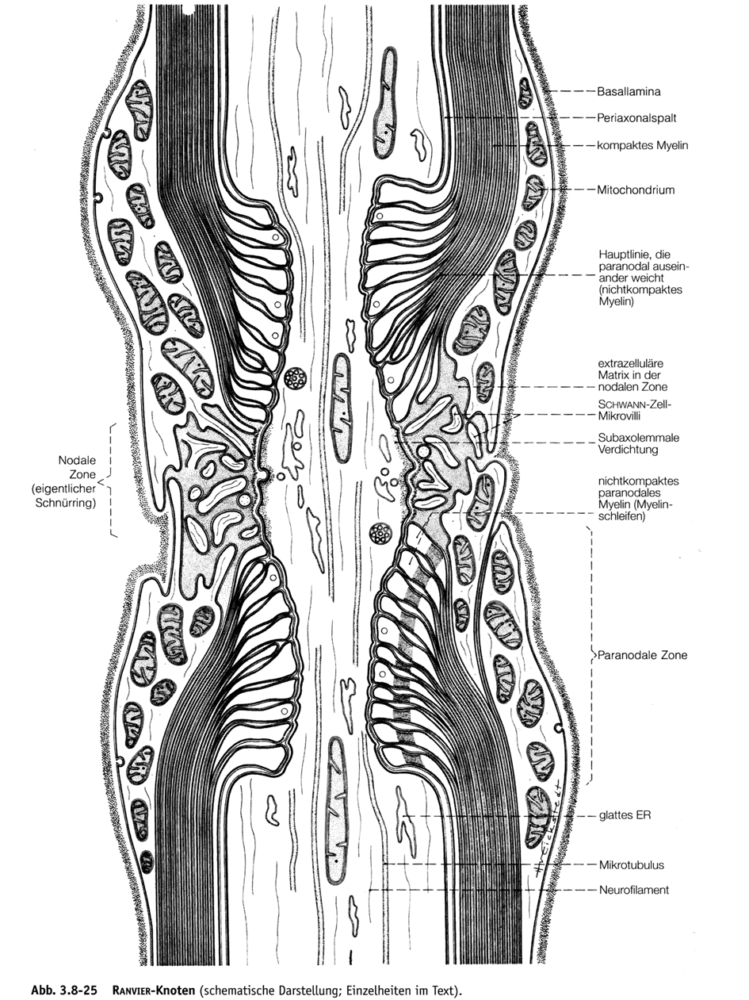 Basallamina
Periaxonalspalt
kompaktes Myelin
Mitochondrium
Hauptlinie, die
paranodal ausein-
ander weicht
(nichtkompaktes
Myelin)
extrazelluläre
Matrix in der
nodalen Zone
SCHWANN-Zell-
Mikrovilli
Subaxolemmale
Verdichtung
Nodale
Zone
(eigentlicher
Schnürring)
nichtkompaktes
paranodales
Myelin (Myelin-
schleifen)
Paranodale Zone
glattes ER
Mikrotubulus
Neurofilament
Abb. 3.8-25 RANVIER-Knoten (schematische Darstellung; Einzelheiten im Text).